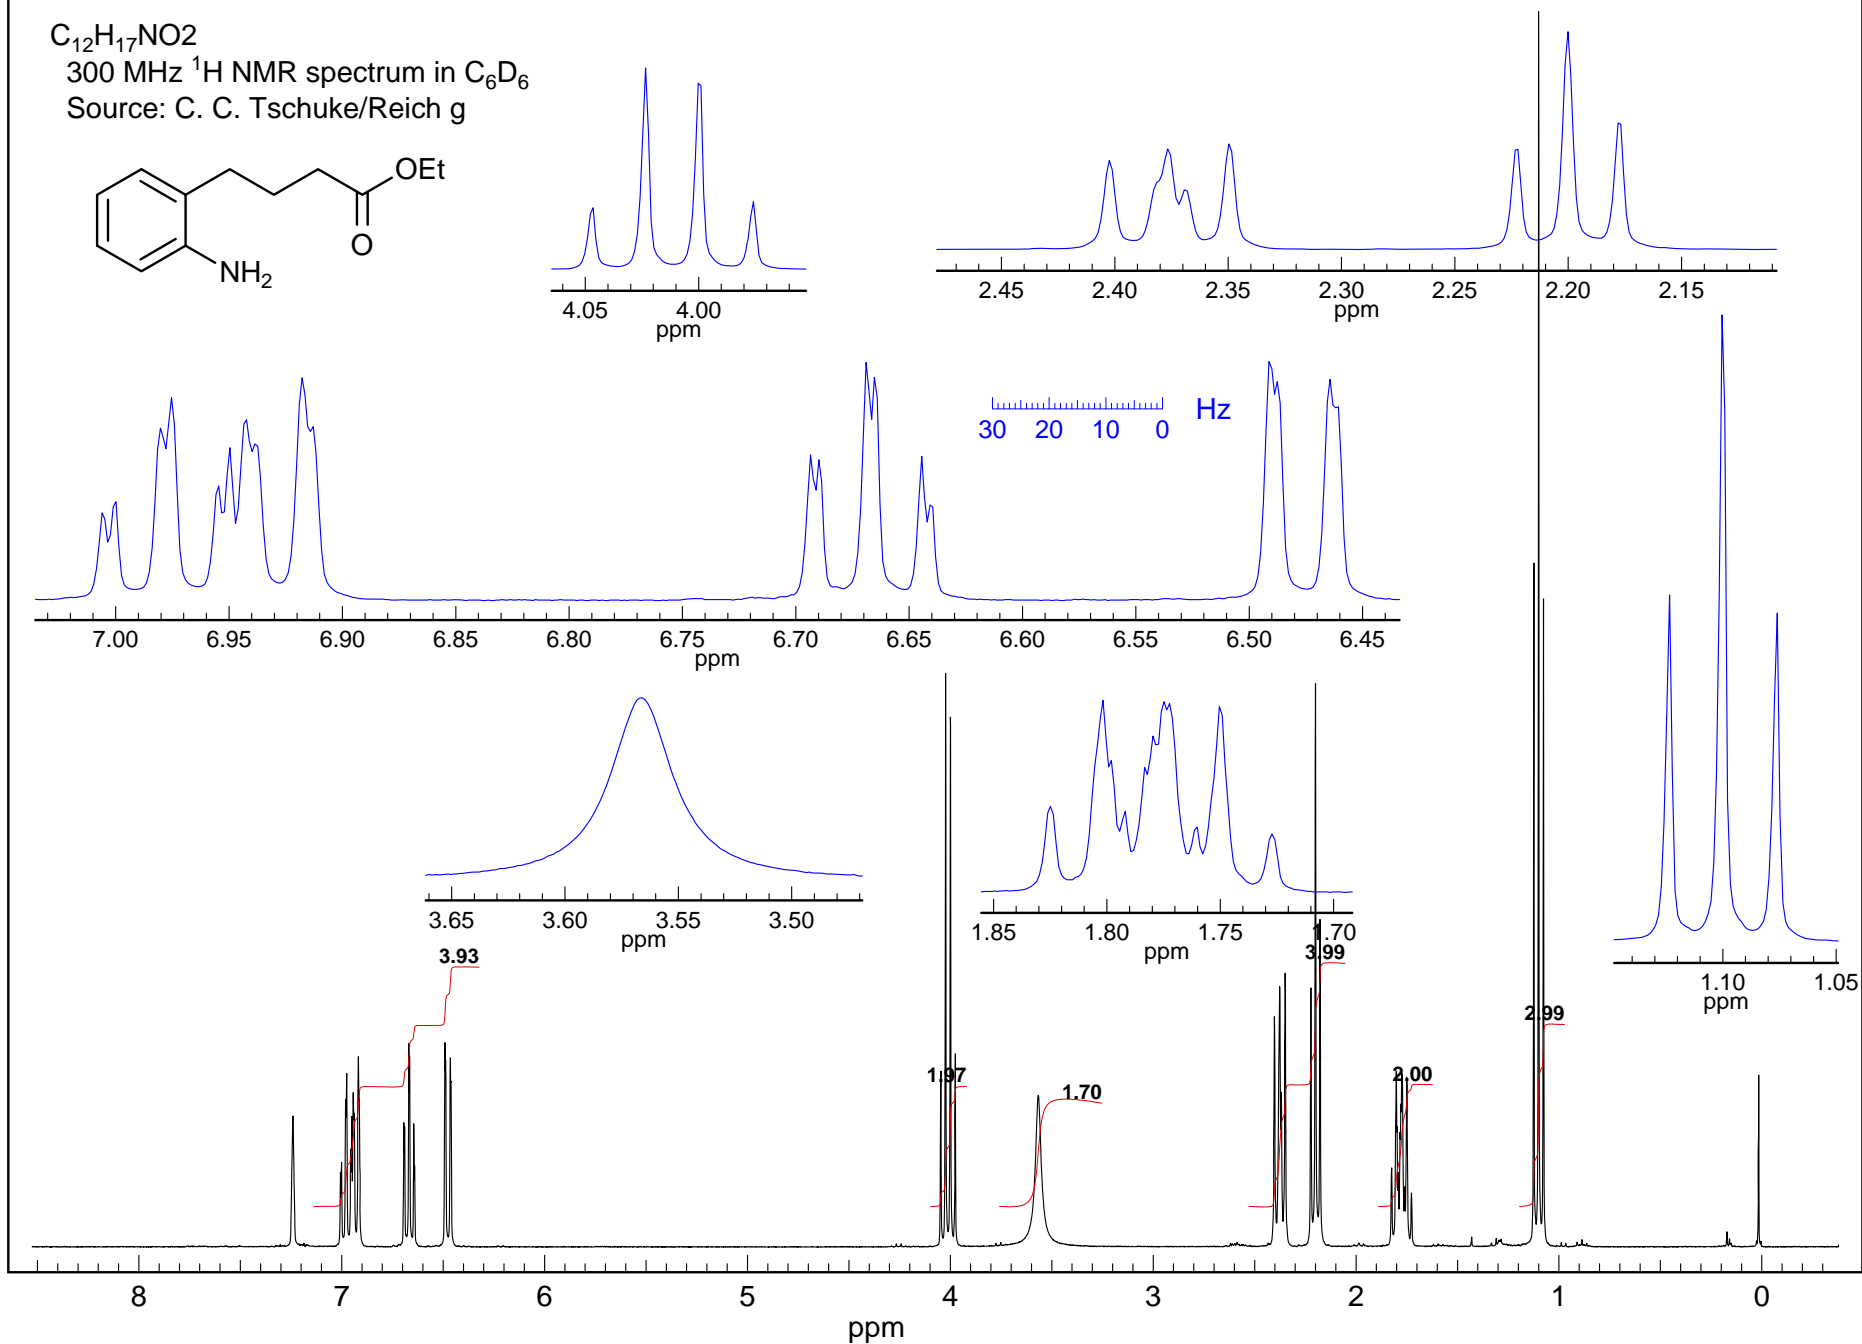 C12H17NO2
300 MHz 1H NMR spectrum in C6D6
Source: C. C. Tschuke/Reich g
OEt
O
NH2
4.05 4.00
ppm
2.45 2.40 2.35 2.30 2.25 2.20 2.15
ppm
30 20 10 0 Hz
7.00 6.95 6.90 6.85 6.80 6.75 6.70 6.65 6.60 6.55 6.50 6.45
ppm
3.65 3.60 3.55 3.50
ppm
1.85 1.80 1.75 1.70
ppm
1.10 1.05
ppm
3.93
1.97
1.70
3.99
2.00
2.99
8 7 6 5 4 3 2 1 0
ppm